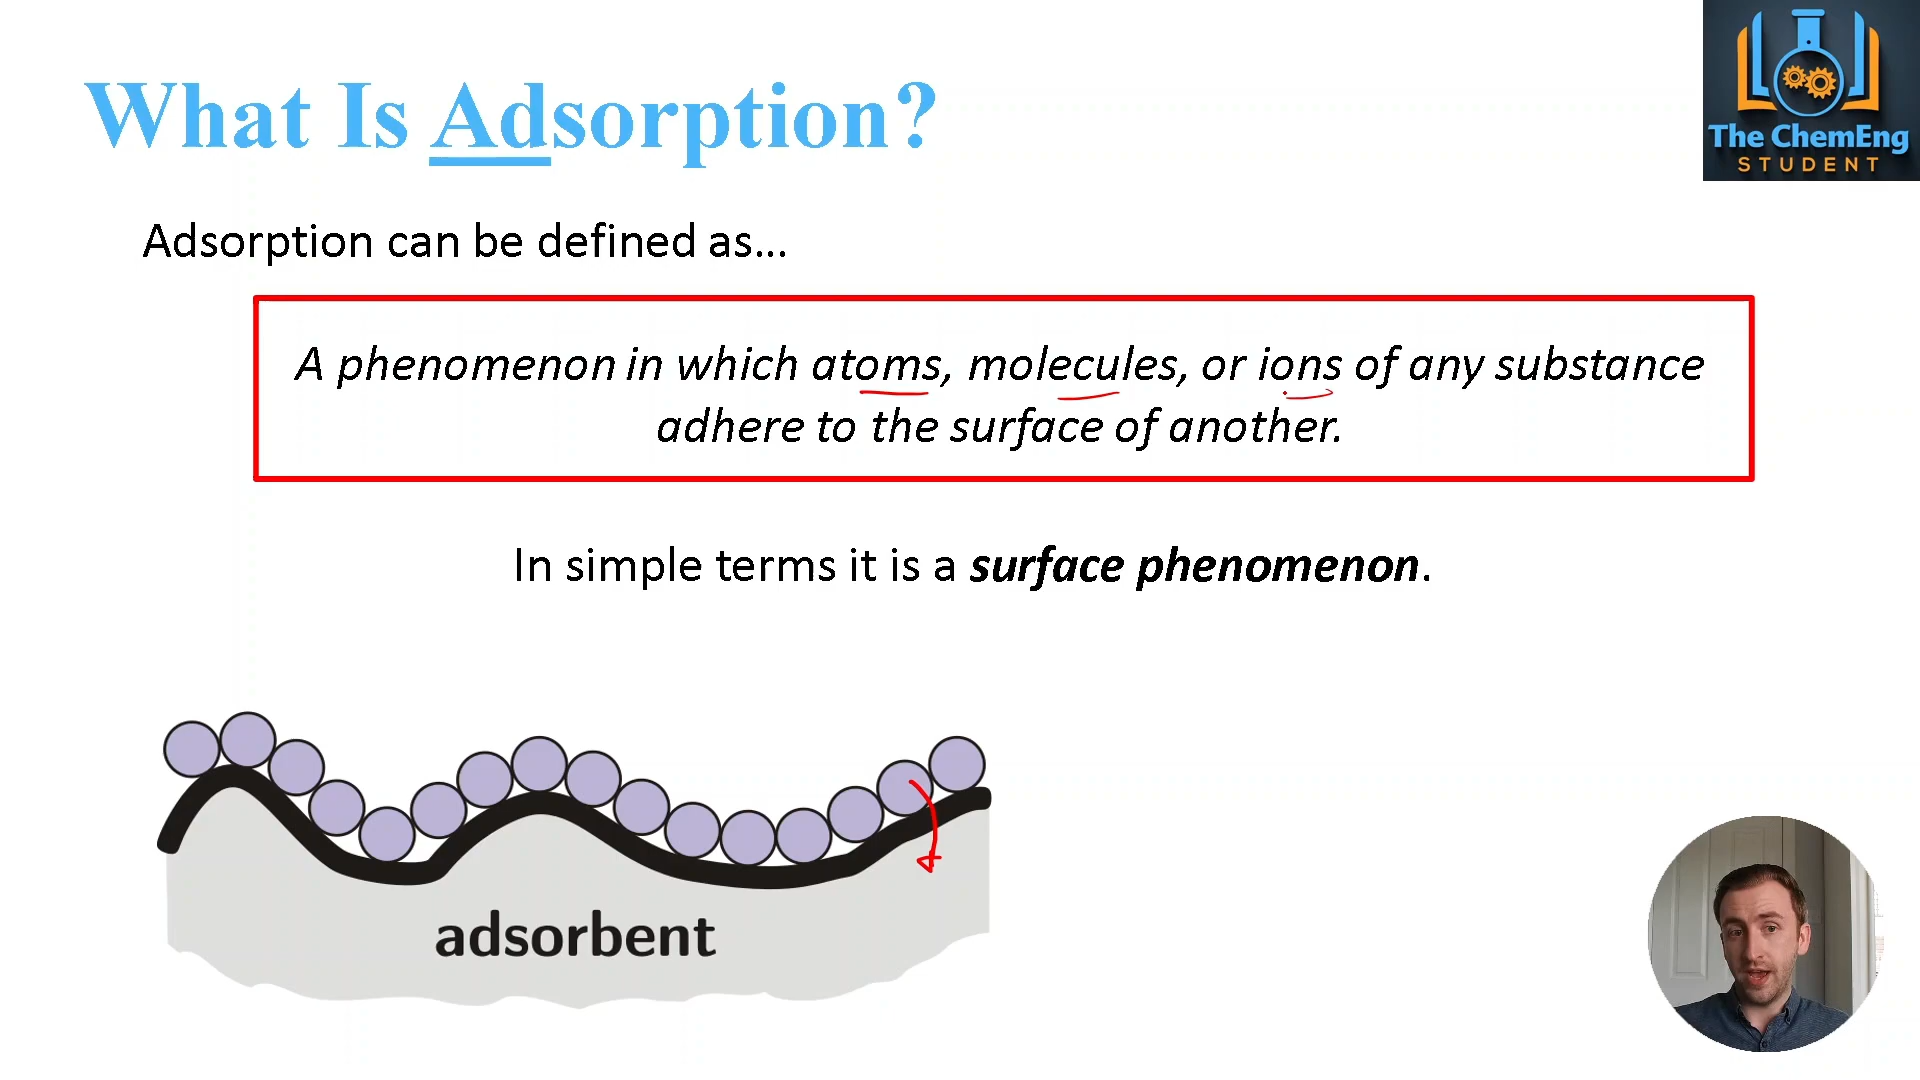 What Is Adsorption?
The ChemEng
STUDENT
Adsorption can be defined as...
A phenomenon in which atoms, molecules, or ions of any substance
adhere to the surface of another.
In simple terms it is a surface phenomenon.
adsorbent